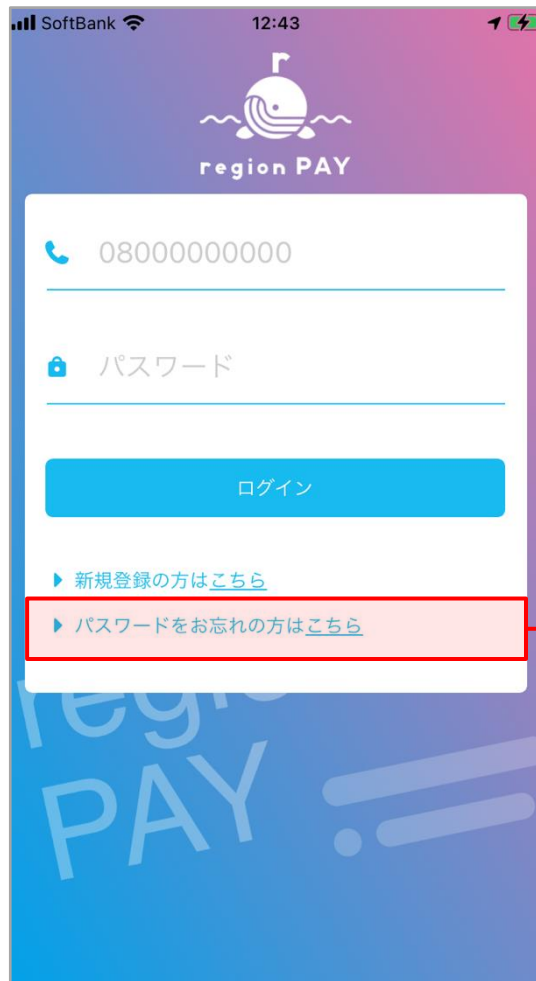 SoftBank 12:43
r
region PAY
08000000000
パスワード
ログイン
新規登録の方はこちら
パスワードをお忘れの方はこちら
region
PAY